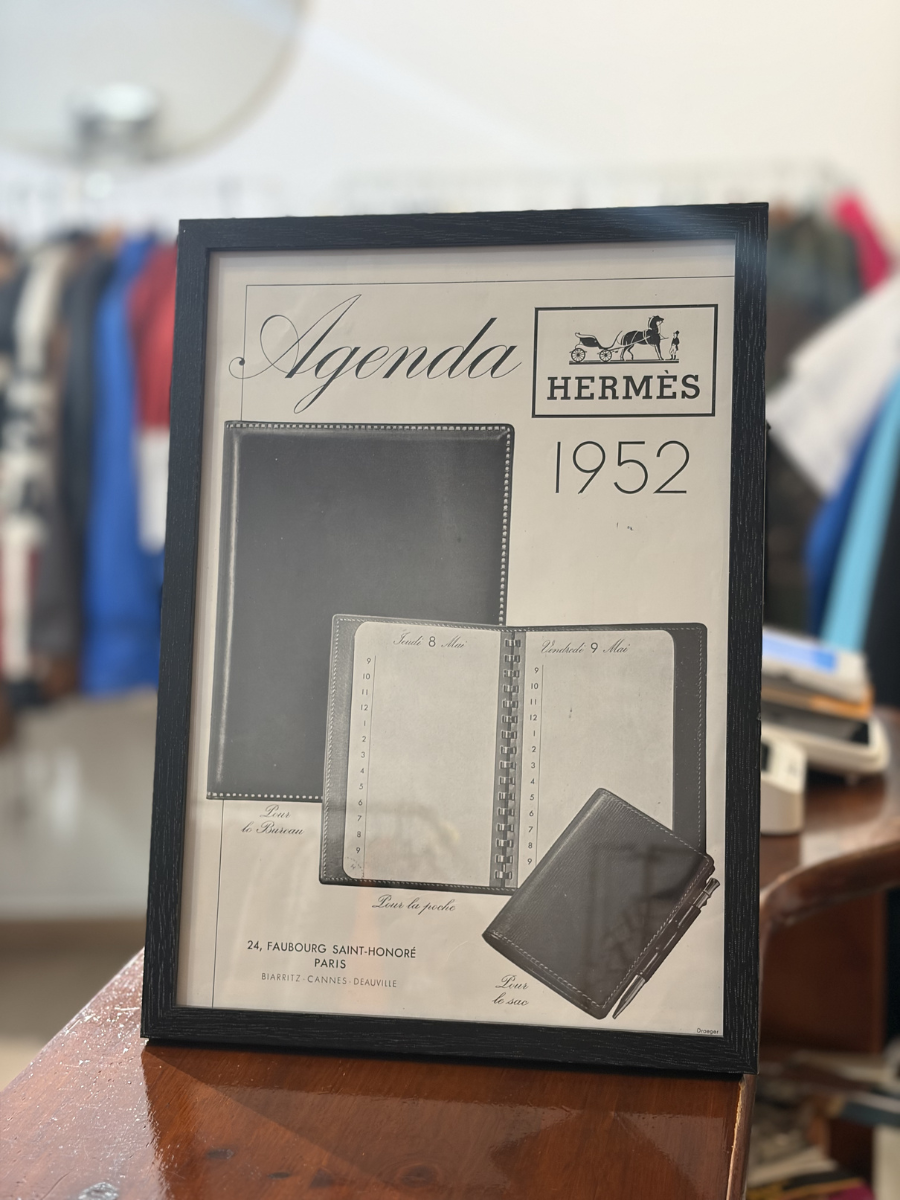 Agenda
HERMÈS
1952
Jeudi 8 Mai
9
10
11
12
1
2
3
4
5
6
7
8
9
Vendredi 9 Mai
9
10
11
12
1
2
3
4
5
6
7
8
9
Pour
le Bureau
Pour la poche
Pour
le sac
24, FAUBOURG SAINT-HONORÉ
PARIS
BIARRITZ - CANNES - DEAUVILLE
Draeger